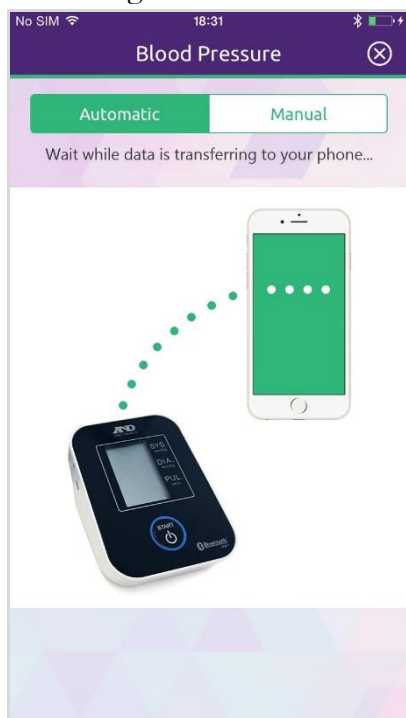 No SIM 18:31
Blood Pressure
Automatic Manual
Wait while data is transferring to your phone...
AND
SYS
DIA.
PUL
START
Bluetooth